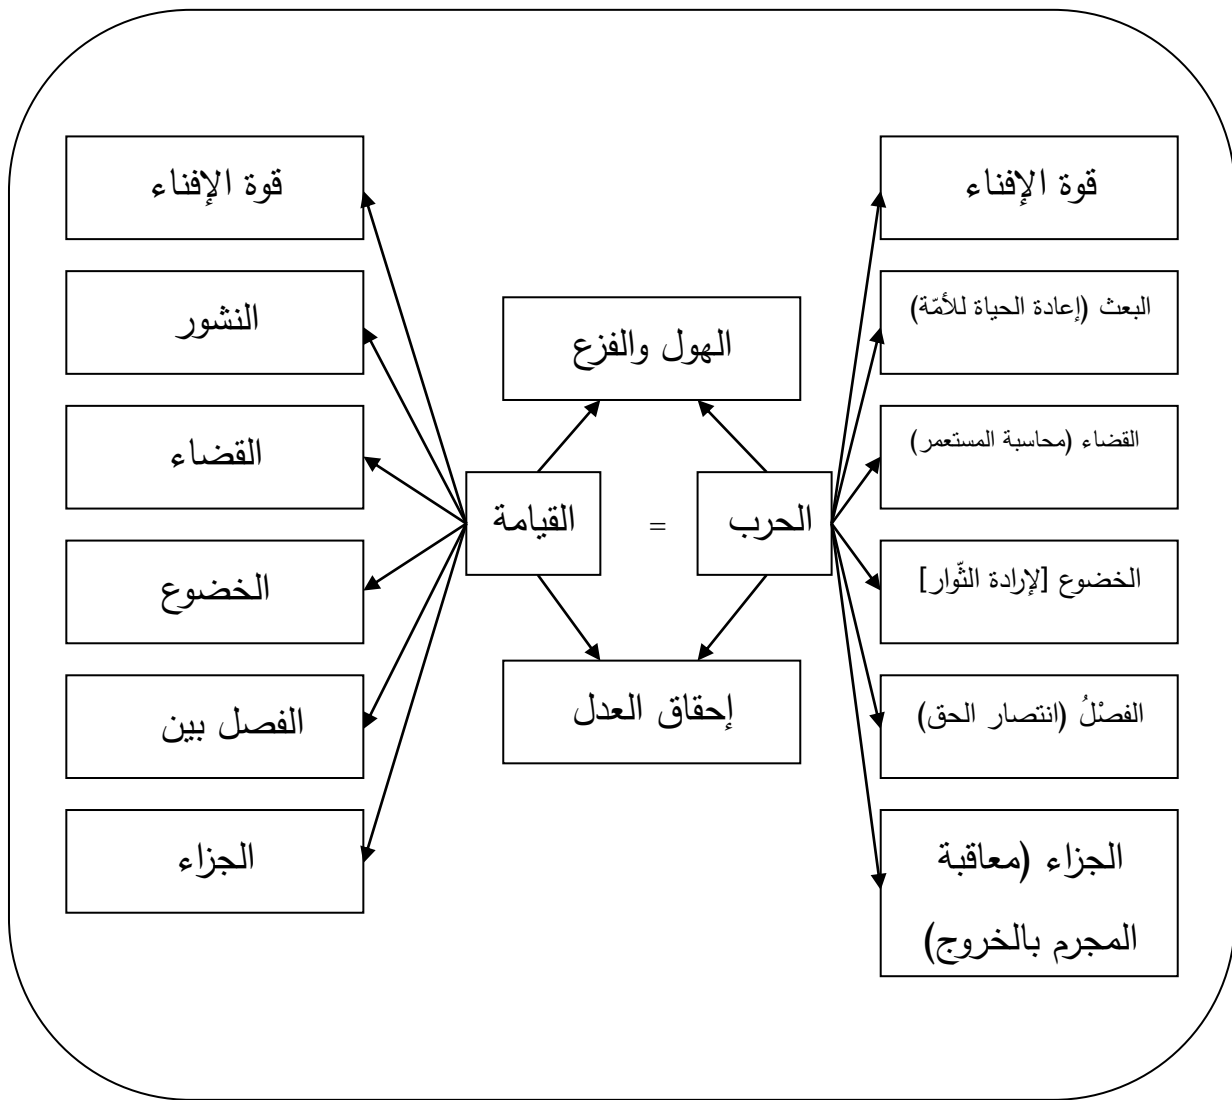 قوة الإفناء
قوة الإفناء
البعث (إعادة الحياة للأمّة)
النشور
الهول والفزع
القضاء (محاسبة المستعمر)
القضاء
الحرب
=
القيامة
الخضوع [لإرادة الثّوار]
الخضوع
الفصْلُ (انتصار الحق)
إحقاق العدل
الفصل بين
الجزاء (معاقبة
المجرم بالخروج)
الجزاء